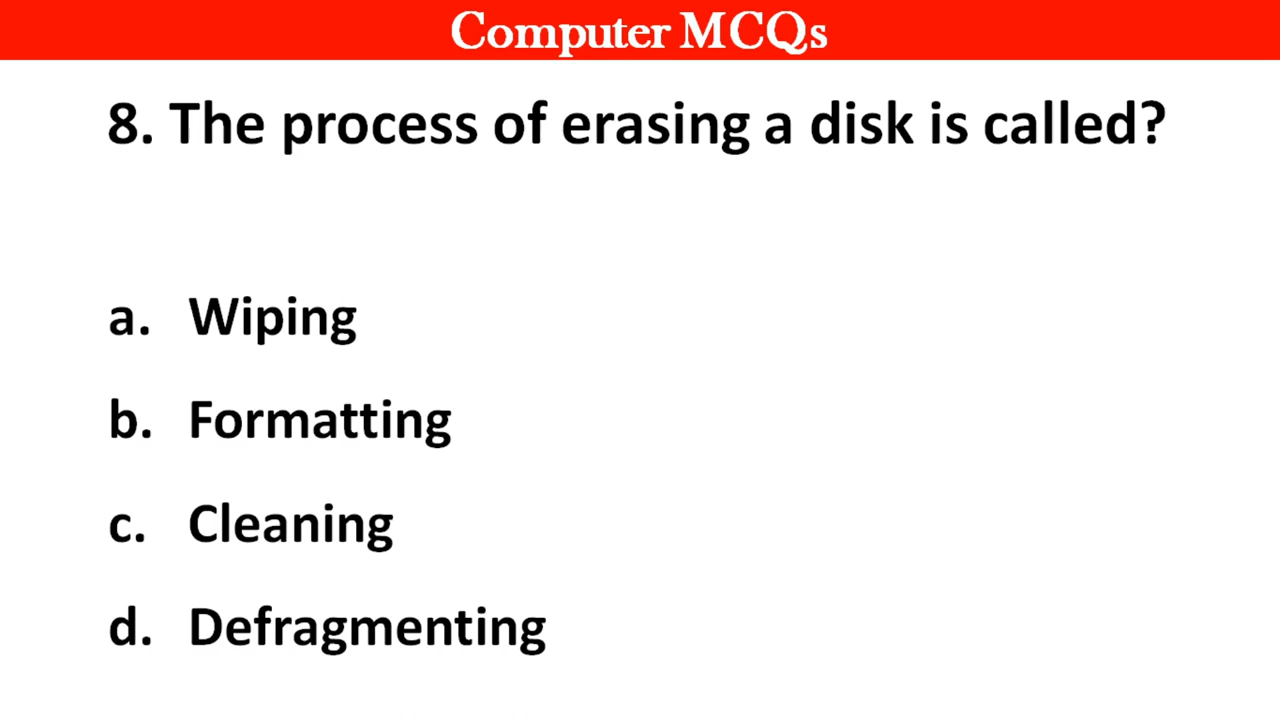 Computer MCQs
8. The process of erasing a disk is called?
a. Wiping
b. Formatting
c. Cleaning
d. Defragmenting